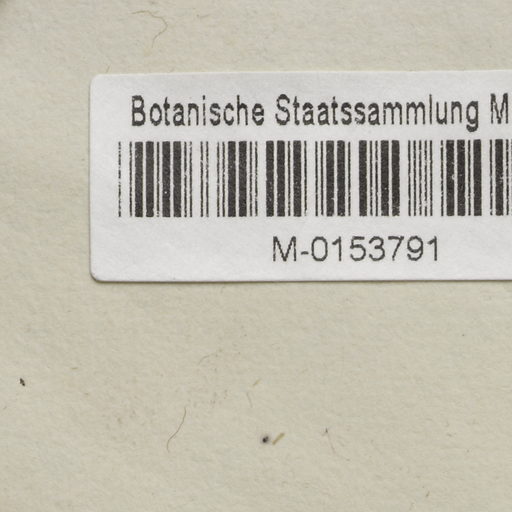 Botanische Staatssammlung M
M-0153791